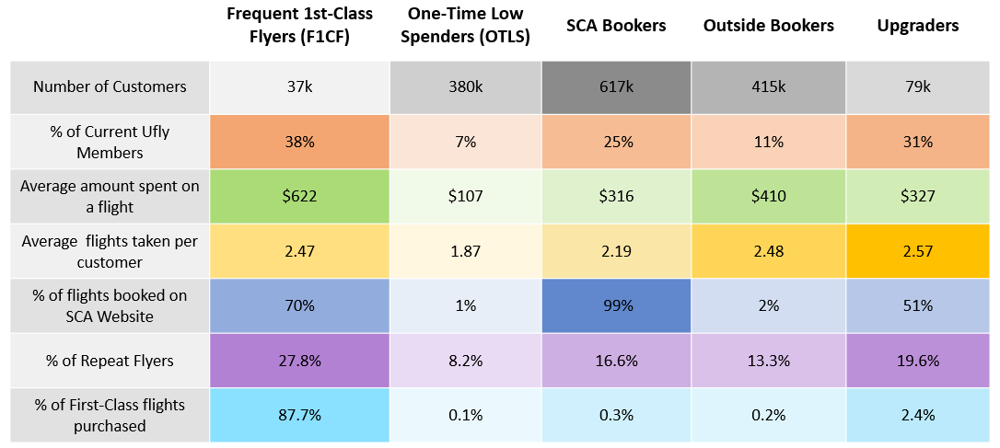 Frequent 1st-Class Flyers (F1CF)
One-Time Low Spenders (OTLS)
SCA Bookers
Outside Bookers
Upgraders
Number of Customers
37k
380k
617k
415k
79k
% of Current Ufly
Members
38%
7%
25%
11%
31%
Average amount spent on
a flight
$622
$107
$316
$410
$327
Average flights taken per
customer
2.47
1.87
2.19
2.48
2.57
% of flights booked on
SCA Website
70%
1%
99%
2%
51%
% of Repeat Flyers
27.8%
8.2%
16.6%
13.3%
19.6%
% of First-Class flights
purchased
87.7%
0.1%
0.3%
0.2%
2.4%